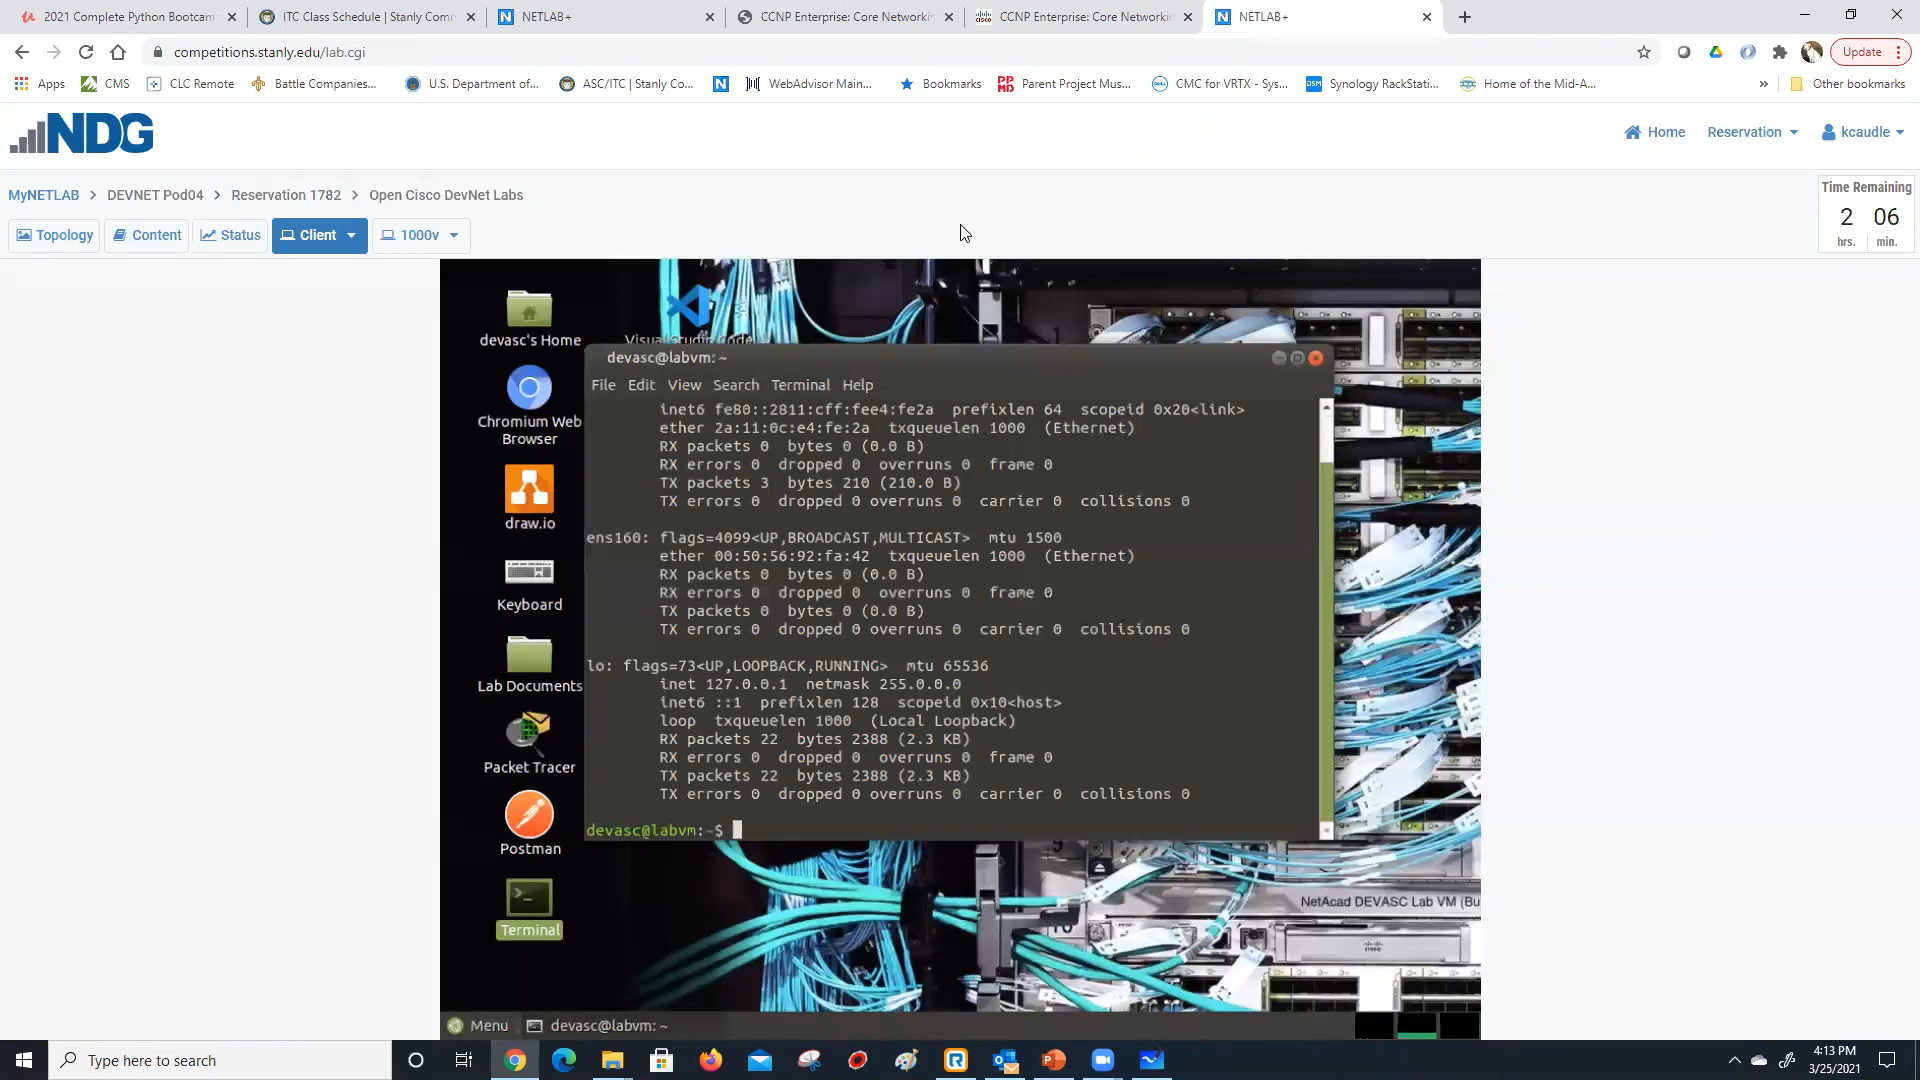 2021 Complete Python Bootcam
ITC Class Schedule | Stanly Com
NETLAB+
CCNP Enterprise: Core Networkin
CCNP Enterprise: Core Networkin
NETLAB+
competitions.stanly.edu/lab.cgi
Update
Apps
CMS
CLC Remote
Battle Companies...
U.S. Department of...
ASC/ITC | Stanly Co...
WebAdvisor Main...
Bookmarks
Parent Project Mus...
CMC for VRTX - Sys...
Synology RackStati...
Home of the Mid-A...
»
Other bookmarks
NDG
Home
Reservation
kcaudle
MyNETLAB > DEVNET Pod04 > Reservation 1782 > Open Cisco DevNet Labs
Time Remaining
2 06
hrs. min.
Topology
Content
Status
Client
1000v
devasc's Home
Visual Studio Code
Chromium Web
Browser
draw.io
Keyboard
Lab Documents
Packet Tracer
Postman
Terminal
devasc@labvm: ~
File Edit View Search Terminal Help
inet6 fe80::2811:cff:fee4:fe2a prefixlen 64 scopeid 0x20<link>
ether 2a:11:0c:e4:fe:2a txqueuelen 1000 (Ethernet)
RX packets 0 bytes 0 (0.0 B)
RX errors 0 dropped 0 overruns 0 frame 0
TX packets 3 bytes 210 (210.0 B)
TX errors 0 dropped 0 overruns 0 carrier 0 collisions 0
ens160: flags=4099<UP,BROADCAST,MULTICAST> mtu 1500
ether 00:50:56:92:fa:42 txqueuelen 1000 (Ethernet)
RX packets 0 bytes 0 (0.0 B)
RX errors 0 dropped 0 overruns 0 frame 0
TX packets 0 bytes 0 (0.0 B)
TX errors 0 dropped 0 overruns 0 carrier 0 collisions 0
lo: flags=73<UP,LOOPBACK,RUNNING> mtu 65536
inet 127.0.0.1 netmask 255.0.0.0
inet6 ::1 prefixlen 128 scopeid 0x10<host>
loop txqueuelen 1000 (Local Loopback)
RX packets 22 bytes 2388 (2.3 KB)
RX errors 0 dropped 0 overruns 0 frame 0
TX packets 22 bytes 2388 (2.3 KB)
TX errors 0 dropped 0 overruns 0 carrier 0 collisions 0
devasc@labvm:~$
NetAcad DEVASC Lab VM (Bu
Menu
devasc@labvm: ~
Type here to search
4:13 PM
3/25/2021